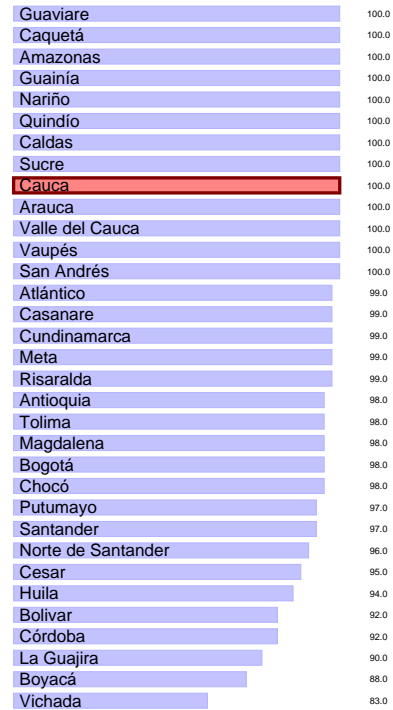 Guaviare 100.0
Caquetá 100.0
Amazonas 100.0
Guainía 100.0
Nariño 100.0
Quindío 100.0
Caldas 100.0
Sucre 100.0
Cauca 100.0
Arauca 100.0
Valle del Cauca 100.0
Vaupés 100.0
San Andrés 100.0
Atlántico 99.0
Casanare 99.0
Cundinamarca 99.0
Meta 99.0
Risaralda 99.0
Antioquia 98.0
Tolima 98.0
Magdalena 98.0
Bogotá 98.0
Chocó 98.0
Putumayo 97.0
Santander 97.0
Norte de Santander 96.0
Cesar 95.0
Huila 94.0
Bolivar 92.0
Córdoba 92.0
La Guajira 90.0
Boyacá 88.0
Vichada 83.0